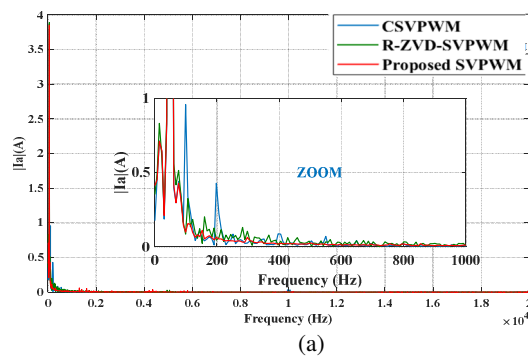 CSVPWM
R-ZVD-SVPWM
Proposed SVPWM
|Ia|(A)
4
3.5
3
2.5
2
1.5
1
0.5
0
|Ia|(A)
1
0.5
0
ZOOM
0 200 400 600 800 1000
Frequency (Hz)
0 0.2 0.4 0.6 0.8 1 1.2 1.4 1.6 1.8 2
Frequency (Hz)
×10⁴
(a)